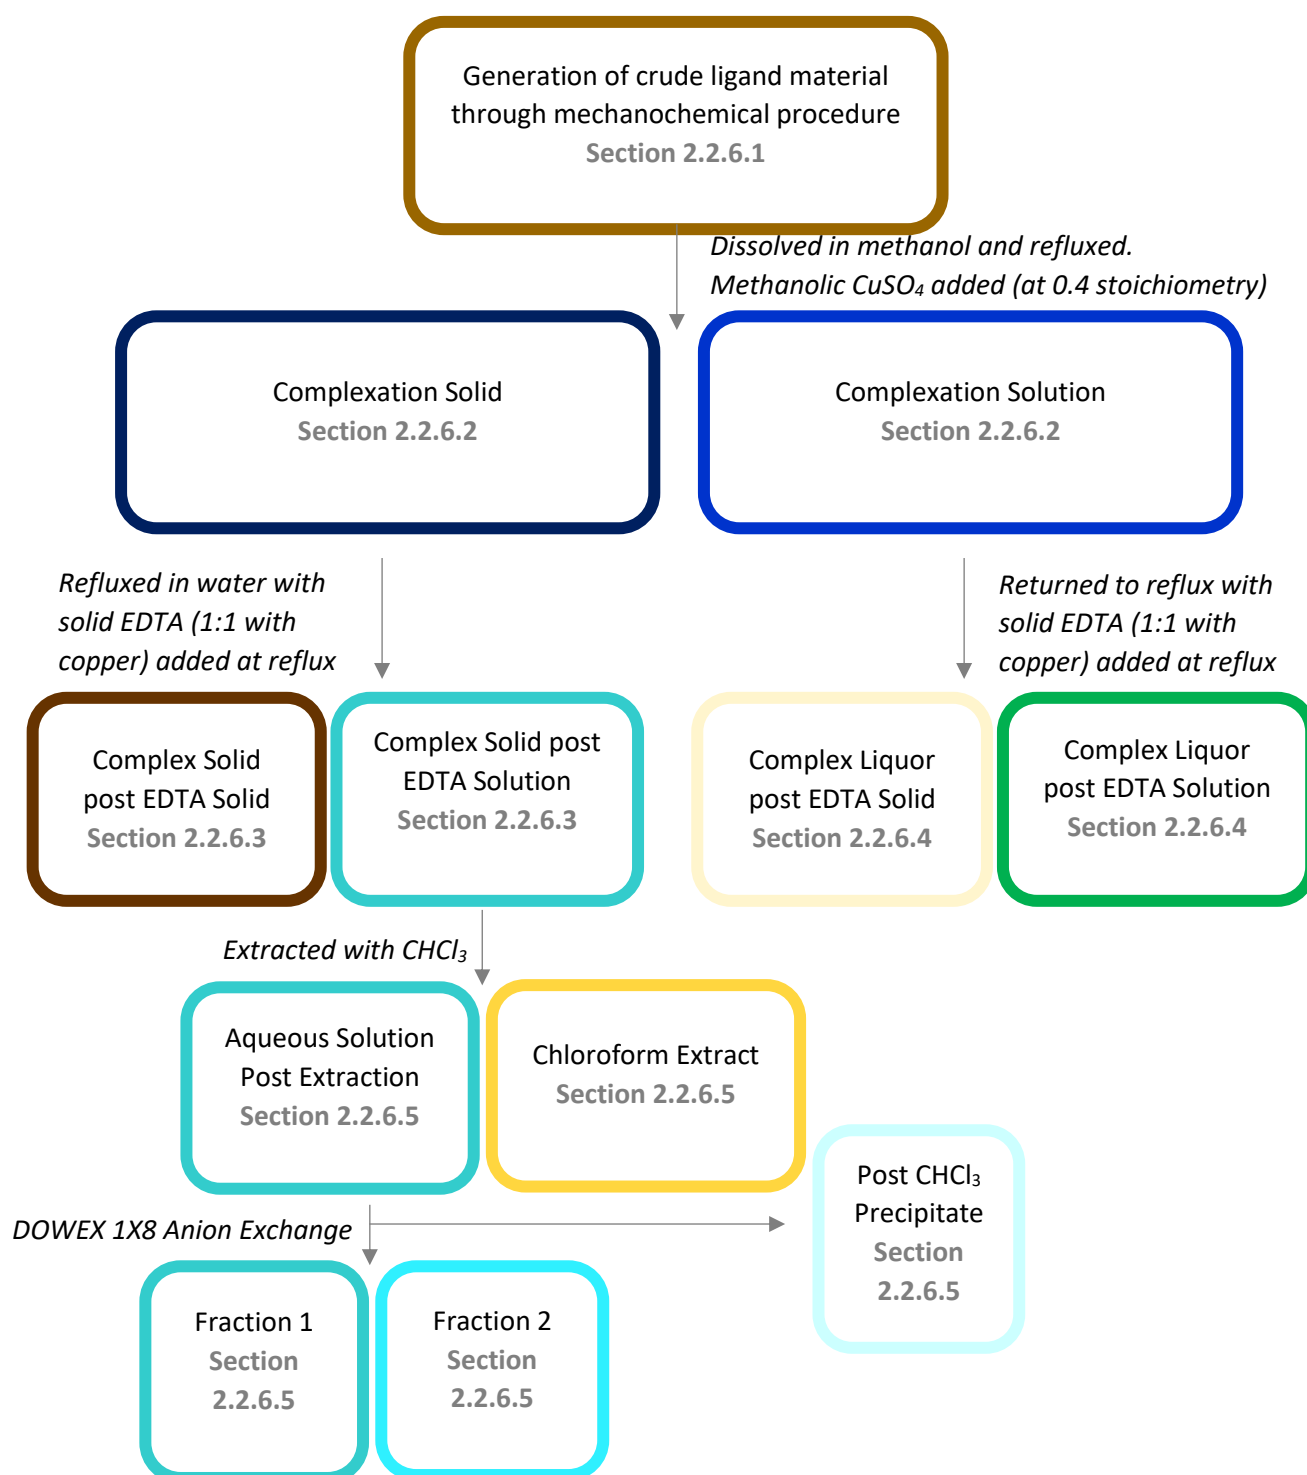 Generation of crude ligand material
through mechanochemical procedure
Section 2.2.6.1
Dissolved in methanol and refluxed.
Methanolic CuSO₄ added (at 0.4 stoichiometry)
Complexation Solid
Section 2.2.6.2
Complexation Solution
Section 2.2.6.2
Refluxed in water with
solid EDTA (1:1 with
copper) added at reflux
Returned to reflux with
solid EDTA (1:1 with
copper) added at reflux
Complex Solid
post EDTA Solid
Section 2.2.6.3
Complex Solid post
EDTA Solution
Section 2.2.6.3
Complex Liquor
post EDTA Solid
Section 2.2.6.4
Complex Liquor
post EDTA Solution
Section 2.2.6.4
Extracted with CHCl₃
Aqueous Solution
Post Extraction
Section 2.2.6.5
Chloroform Extract
Section 2.2.6.5
Post CHCl₃
Precipitate
Section
2.2.6.5
DOWEX 1X8 Anion Exchange
Fraction 1
Section
2.2.6.5
Fraction 2
Section
2.2.6.5